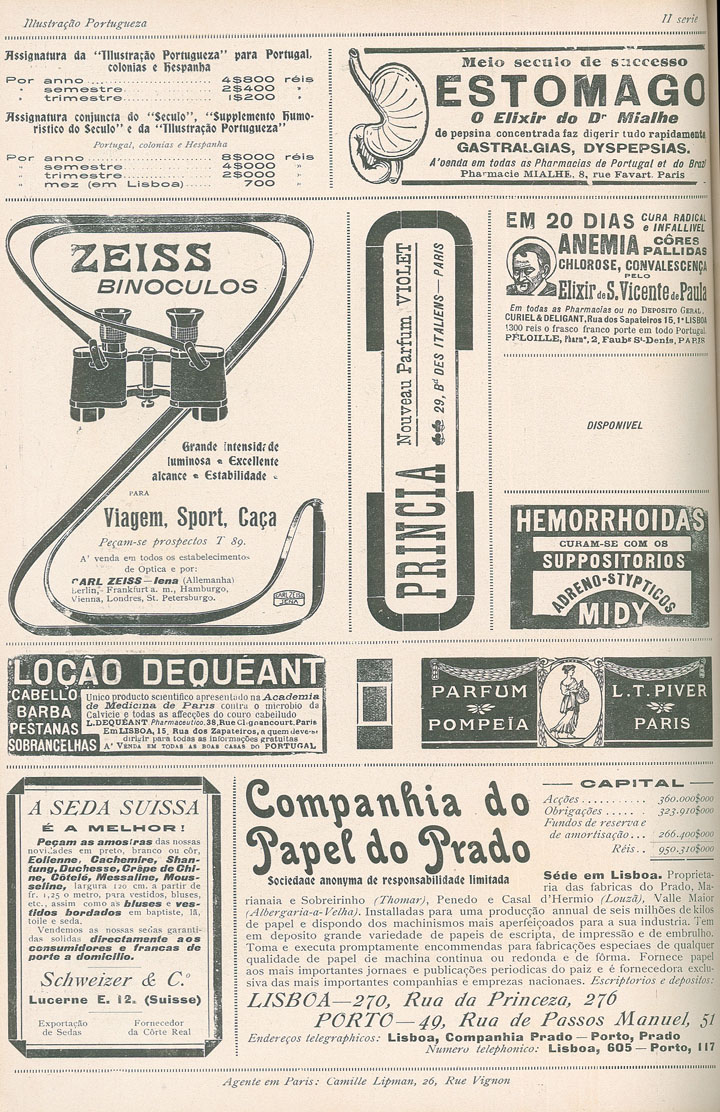 Illustração Portugueza
II serie
Assignatura da "Illustração Portugueza" para Portugal,
colonias e Hespanha
Por anno .................... 4$800 réis
" semestre .................... 2$400 "
" trimestre .................... 1$200 "
Assignatura conjuncta do "Seculo", "Supplemento Humo-
ristico do Seculo" e da "Illustração Portugueza"
Portugal, colonias e Hespanha
Por anno .................... 8$000 réis
" semestre .................... 4$000 "
" trimestre .................... 2$000 "
" mez (em Lisboa) .................... 700 "
Meio seculo de successo
ESTOMAGO
O Elixir do Dr Mialhe
de pepsina concentrada faz digerir tudo rapidamente
GASTRALGIAS, DYSPEPSIAS.
A' venda em todas as Pharmacias de Portugal et do Brazil
Pharmacie MIALHE, 8, rue Favart. Paris
ZEISS
BINOCULOS
Grande intensidade
luminosa * Excellente
alcance * Estabilidade
PARA
Viagem, Sport, Caça
Peçam-se prospectos T 89.
A' venda em todos os estabelecimentos
de Optica e por:
CARL ZEISS—Iena (Allemanha)
Berlin, Frankfurt a. m., Hamburgo,
Vienna, Londres, St. Petersburgo.
CARL ZEISS
JENA
PRINCIA
Nouveau Parfum VIOLET
29, Bd DES ITALIENS—PARIS
EM 20 DIAS CURA RADICAL
e INFALLIVEL
ANEMIA CÔRES
PALLIDAS
CHLOROSE, CONVALESCENÇA
PELO
Elixir de S. Vicente de Paula
Em todas as Pharmacias ou no DEPOSITO GERAL.
CURIEL & DELIGANT, Rua dos Sapateiros 15, 1º LISBOA
1300 reis o frasco franco porte em todo Portugal.
PELOILLE, Pharm., 2, Faubg St-Denis, PARIS
DISPONIVEL
HEMORRHOIDAS
CURAM-SE COM OS
SUPPOSITORIOS
ADRENO-STYPTICOS
MIDY
LOÇÃO DEQUÉANT
CABELLO
BARBA
PESTANAS
SOBRANCELHAS
Unico producto scientifico apresentado na Academia
de Medicina de Paris contra o microbio da
Calvicie e todas as affecções do couro cabelludo
L. DEQUÉANT Pharmaceutico. 38, Rue Clignancourt. Paris
Em LISBOA, 15, Rua dos Zapateiros, a quem deve-se
dirigir para todas as informações gratuitas
A' VENDA EM TODAS AS BOAS CASAS DO PORTUGAL
PARFUM
POMPEÏA
L.T. PIVER
PARIS
A SEDA SUISSA
É A MELHOR!
Peçam as amostras das nossas
novidades em preto, branco ou côr,
Eolienne, Cachemire, Shan-
tung, Duchesse, Crêpe de Chi-
ne, Côtelé, Messaline, Mous-
seline, largura 120 cm. a partir de
fr. 1,25 o metro, para vestidos, bluses,
etc., assim como as bluses e ves-
tidos bordados em baptiste, lã,
toile e seda.
Vendemos as nossas sedas garanti-
das solidas directamente aos
consumidores e francas de
porte a domicilio.
Schweizer & C.º
Lucerne E. 12. (Suisse)
Exportação
de Sedas
Fornecedor
da Côrte Real
Companhia do
Papel do Prado
Sociedade anonyma de responsabilidade limitada
CAPITAL
Acções .......... 360.000$000
Obrigações ...... 323.910$000
Fundos de reserva e
de amortisação ... 266.400$000
Réis .. 950.310$000
Séde em Lisboa. Proprieta-
ria das fabricas do Prado, Ma-
rianaia e Sobreirinho (Thomar), Penedo e Casal d'Hermio (Louzã), Valle Maior
(Albergaria-a-Velha). Installadas para uma producção annual de seis milhões de kilos
de papel e dispondo dos machinismos mais aperfeiçoados para a sua industria. Tem
em deposito grande variedade de papeis de escripta, de impressão e de embrulho.
Toma e executa promptamente encommendas para fabricações especiaes de qualquer
qualidade de papel de machina continua ou redonda e de fôrma. Fornece papel
aos mais importantes jornaes e publicações periodicas do paiz e é fornecedora exclu-
siva das mais importantes companhias e emprezas nacionaes. Escriptorios e depositos:
LISBOA—270, Rua da Princeza, 276
PORTO—49, Rua de Passos Manuel, 51
Endereços telegraphicos: Lisboa, Companhia Prado — Porto, Prado
Numero telephonico: Lisboa, 605 — Porto, 117
Agente em Paris: Camille Lipman, 26, Rue Vignon